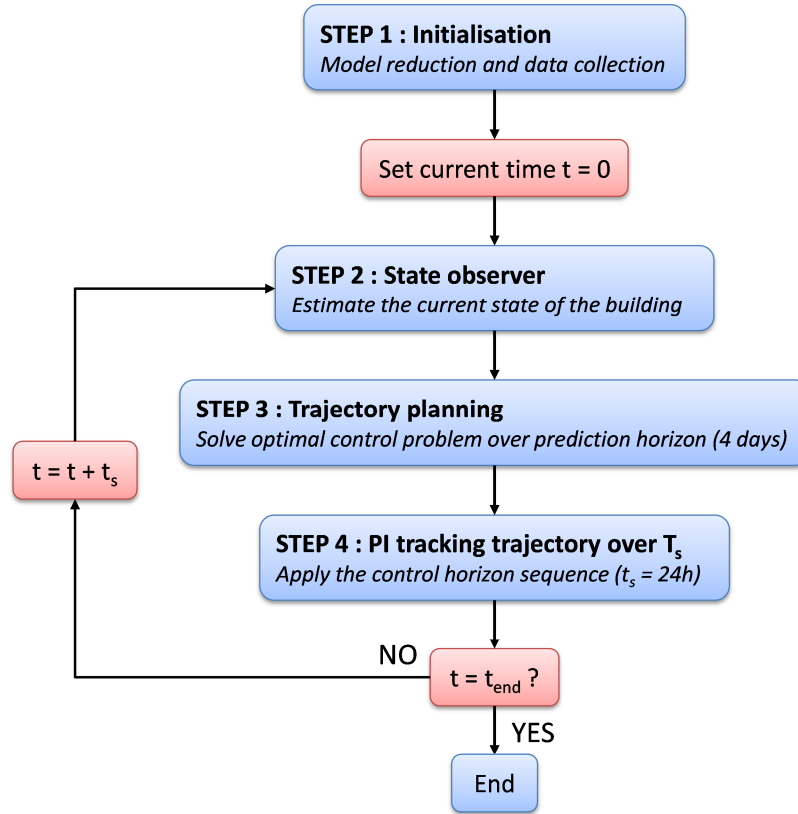 STEP 1 : Initialisation
Model reduction and data collection
Set current time t = 0
STEP 2 : State observer
Estimate the current state of the building
STEP 3 : Trajectory planning
Solve optimal control problem over prediction horizon (4 days)
t = t + ts
STEP 4 : PI tracking trajectory over Ts
Apply the control horizon sequence (ts = 24h)
NO
t = tend ?
YES
End